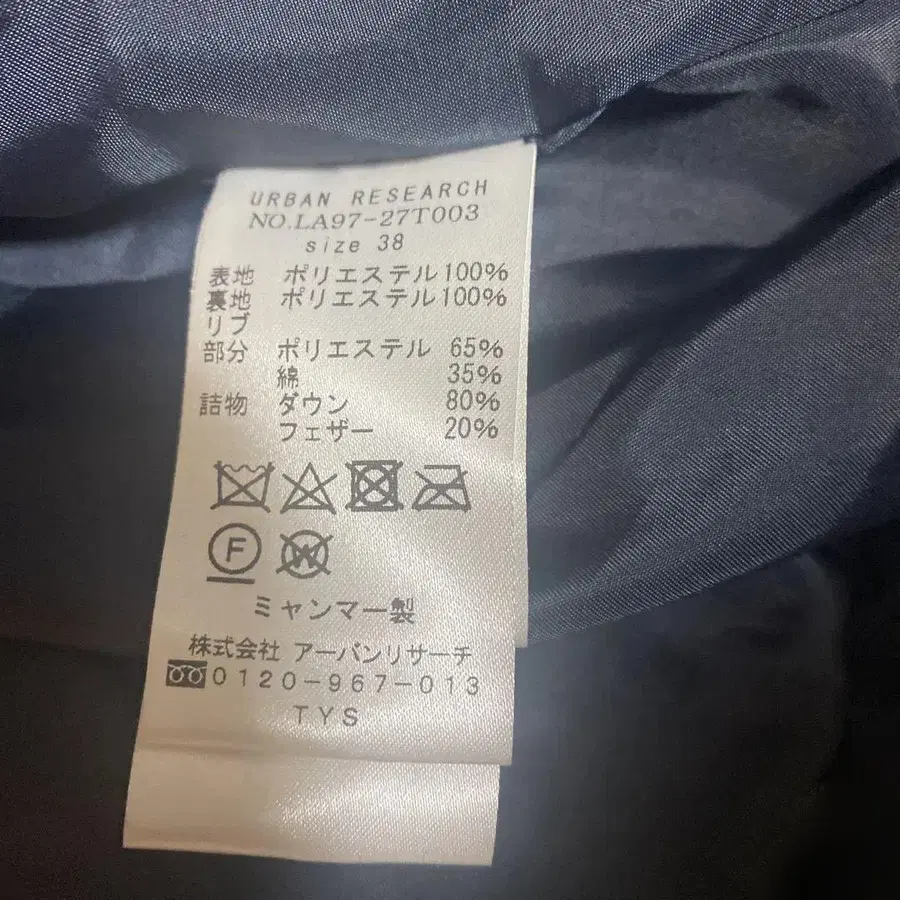 URBAN RESEARCH
NO.LA97-27T003
size 38
表地 ポリエステル100%
裏地 ポリエステル100%
リブ
部分 ポリエステル 65%
綿 35%
詰物 ダウン 80%
フェザー 20%
F W
ミャンマー製
株式会社 アーバンリサーチ
0120-967-013
TYS